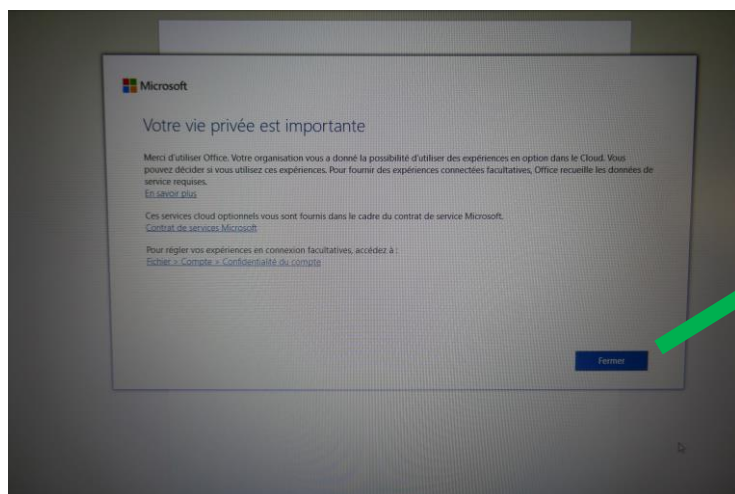 Microsoft
Votre vie privée est importante
Merci d'utiliser Office. Votre organisation vous a donné la possibilité d'utiliser des expériences en option dans le Cloud. Vous
pouvez décider si vous utilisez ces expériences. Pour fournir des expériences connectées facultatives, Office recueille les données de
service requises.
En savoir plus
Ces services cloud optionnels vous sont fournis dans le cadre du contrat de service Microsoft.
Contrat de services Microsoft
Pour régler vos expériences en connexion facultatives, accédez à :
Fichier > Compte > Confidentialité du compte
Fermer